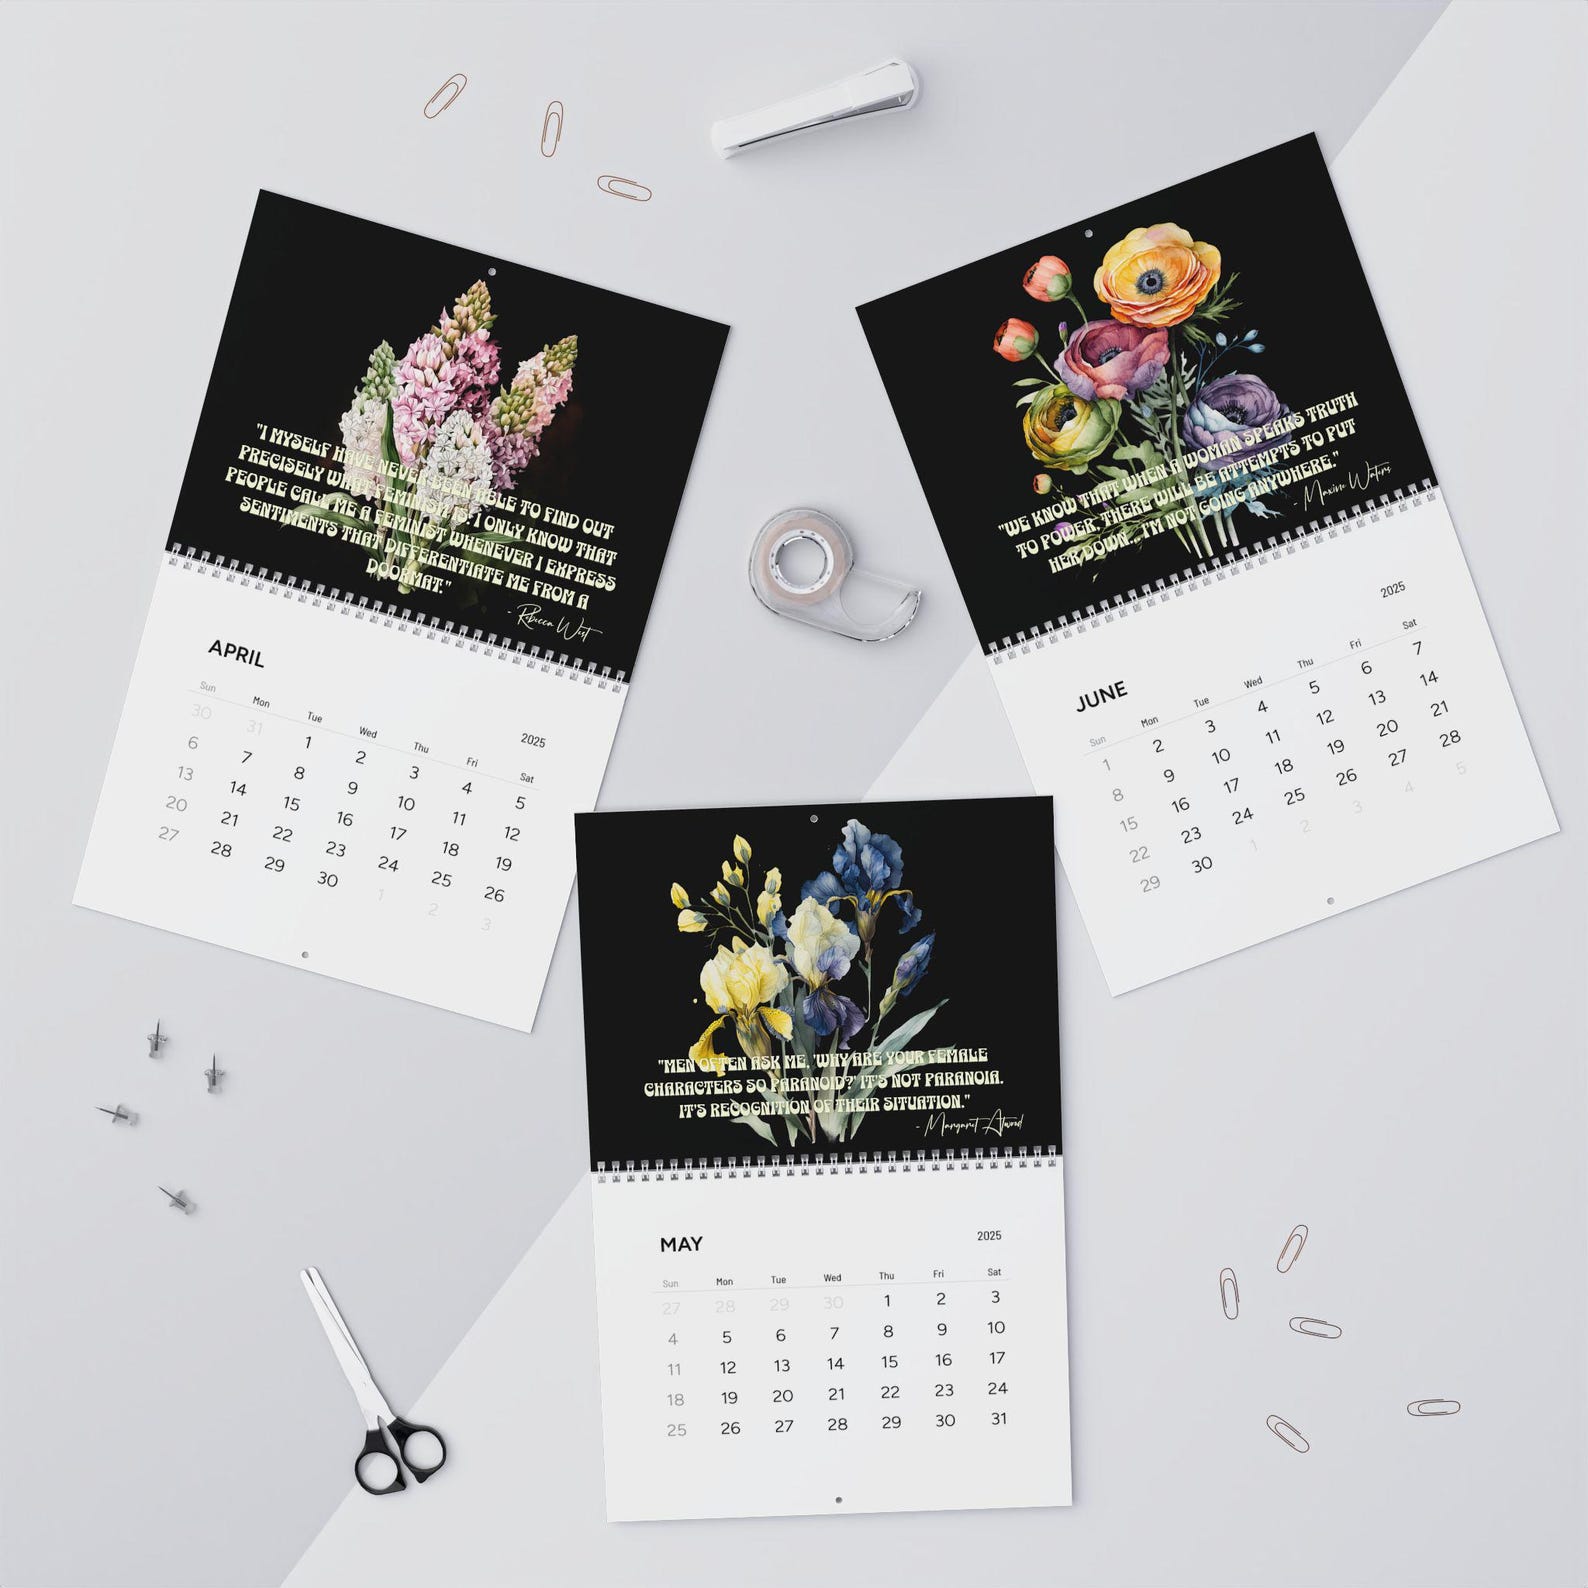 "I MYSELF HAVE NEVER BEEN ABLE TO FIND OUT
PRECISELY WHAT FEMINISM IS: I ONLY KNOW THAT
PEOPLE CALL ME A FEMINIST WHENEVER I EXPRESS
SENTIMENTS THAT DIFFERENTIATE ME FROM A
DOORMAT."
- Rebecca West
APRIL
2025
Sun Mon Tue Wed Thu Fri Sat
30 31 1 2 3 4 5
6 7 8 9 10 11 12
13 14 15 16 17 18 19
20 21 22 23 24 25 26
27 28 29 30 1 2 3
"WE KNOW THAT WHEN A WOMAN SPEAKS TRUTH
TO POWER, THERE WILL BE ATTEMPTS TO PUT
HER DOWN... I'M NOT GOING ANYWHERE."
- Maxine Waters
JUNE
2025
Sun Mon Tue Wed Thu Fri Sat
1 2 3 4 5 6 7
8 9 10 11 12 13 14
15 16 17 18 19 20 21
22 23 24 25 26 27 28
29 30 1 2 3 4 5
"MEN OFTEN ASK ME, 'WHY ARE YOUR FEMALE
CHARACTERS SO PARANOID?' IT'S NOT PARANOIA.
IT'S RECOGNITION OF THEIR SITUATION."
- Margaret Atwood
MAY
2025
Sun Mon Tue Wed Thu Fri Sat
27 28 29 30 1 2 3
4 5 6 7 8 9 10
11 12 13 14 15 16 17
18 19 20 21 22 23 24
25 26 27 28 29 30 31